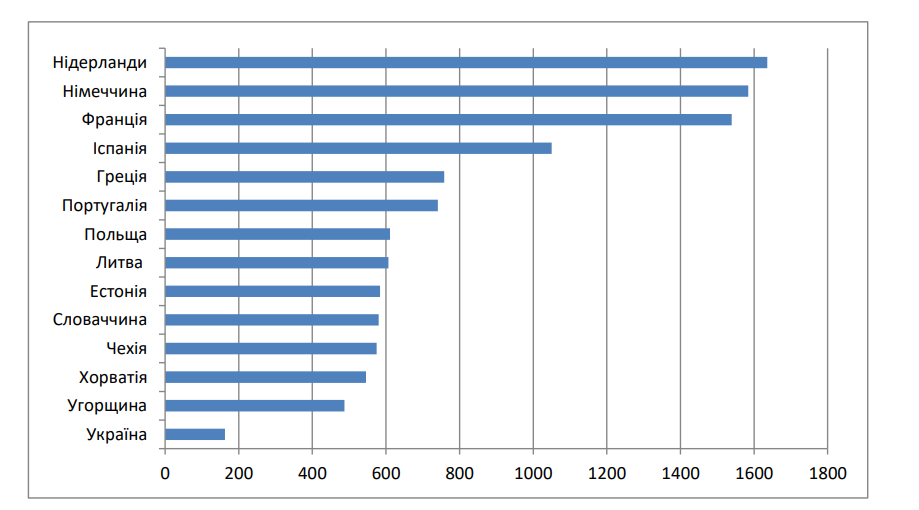 Нідерланди
Німеччина
Франція
Іспанія
Греція
Португалія
Польща
Литва
Естонія
Словаччина
Чехія
Хорватія
Угорщина
Україна
0 200 400 600 800 1000 1200 1400 1600 1800